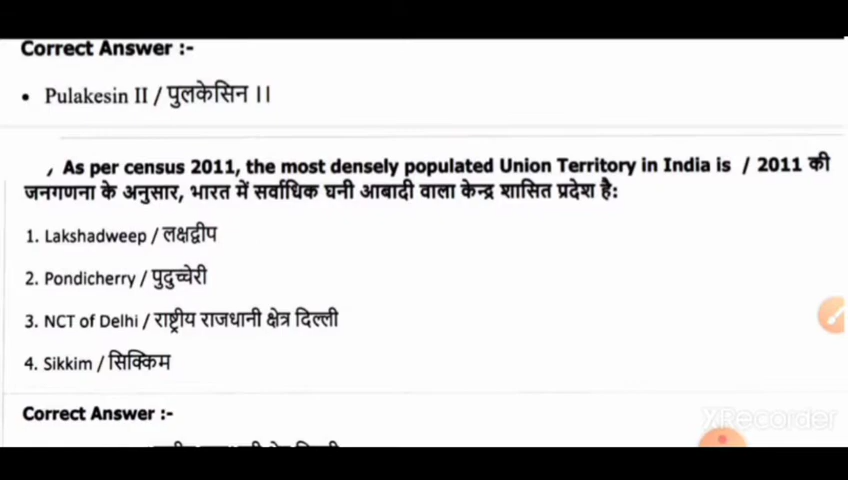 Correct Answer :-
• Pulakesin II / पुलकेसिन ।।
, As per census 2011, the most densely populated Union Territory in India is / 2011 की
जनगणना के अनुसार, भारत में सर्वाधिक घनी आबादी वाला केन्द्र शासित प्रदेश है:
1. Lakshadweep / लक्षद्वीप
2. Pondicherry / पुदुच्चेरी
3. NCT of Delhi / राष्ट्रीय राजधानी क्षेत्र दिल्ली
4. Sikkim / सिक्किम
Correct Answer :-
XRecorder